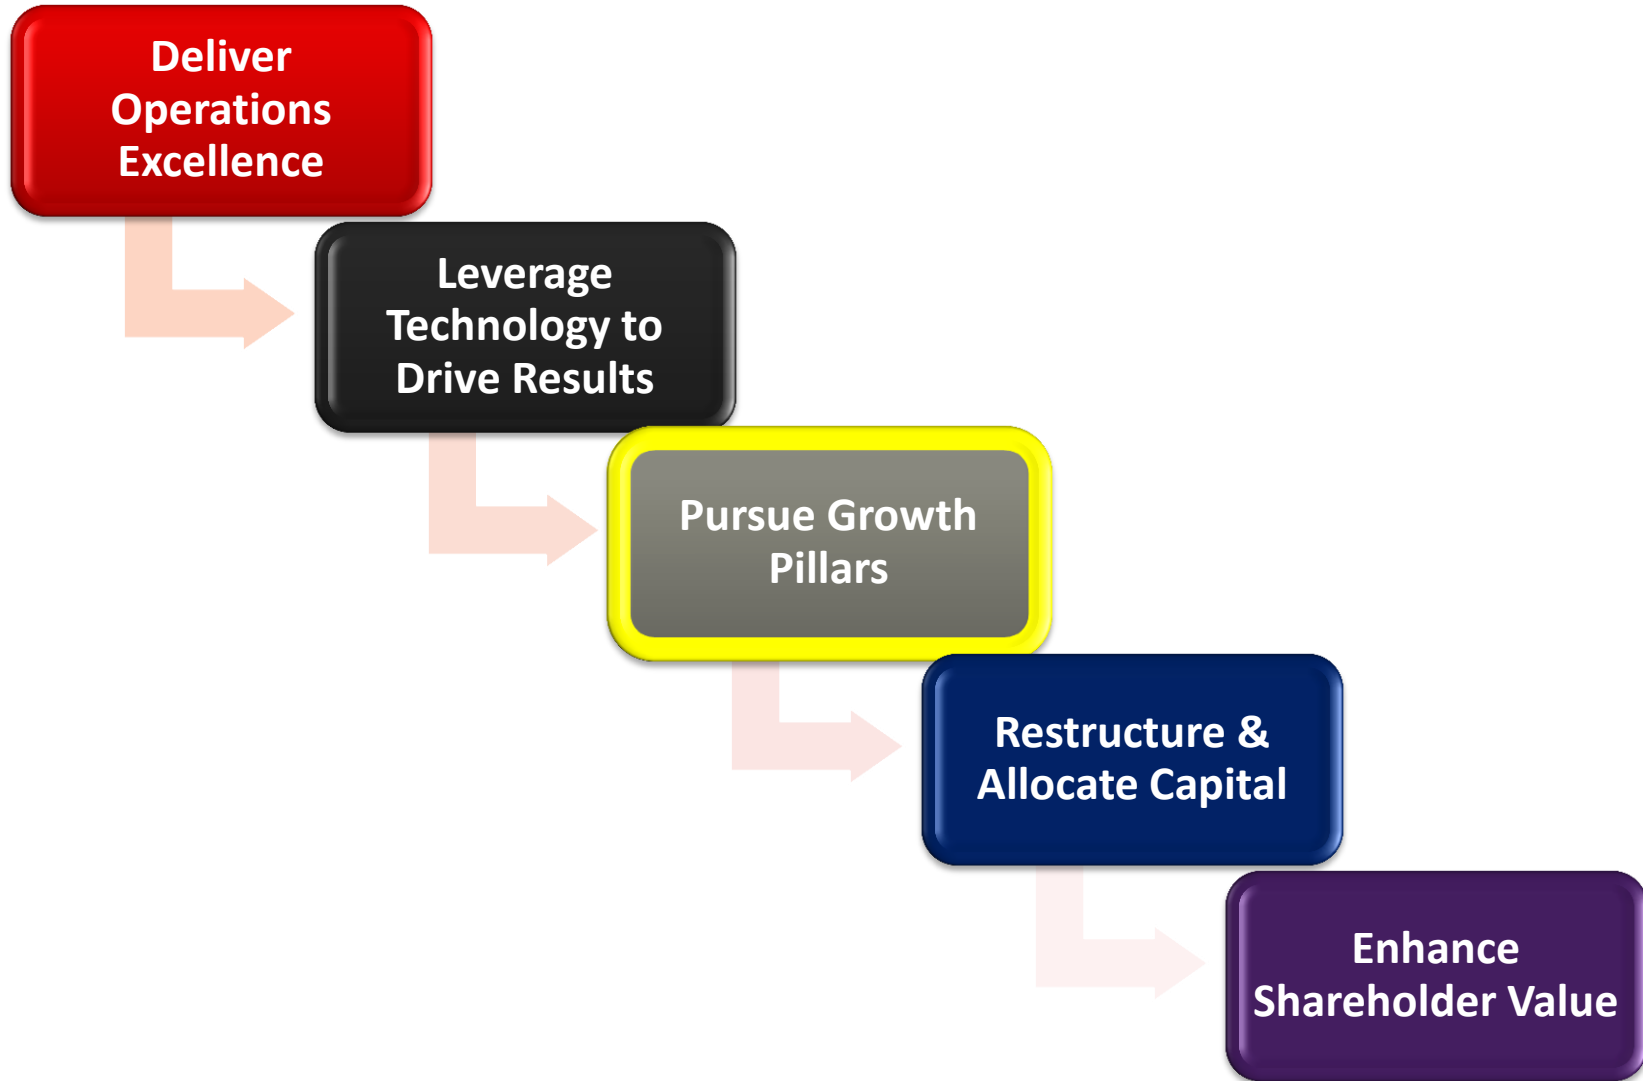 Deliver
Operations
Excellence
Leverage
Technology to
Drive Results
Pursue Growth
Pillars
Restructure &
Allocate Capital
Enhance
Shareholder Value